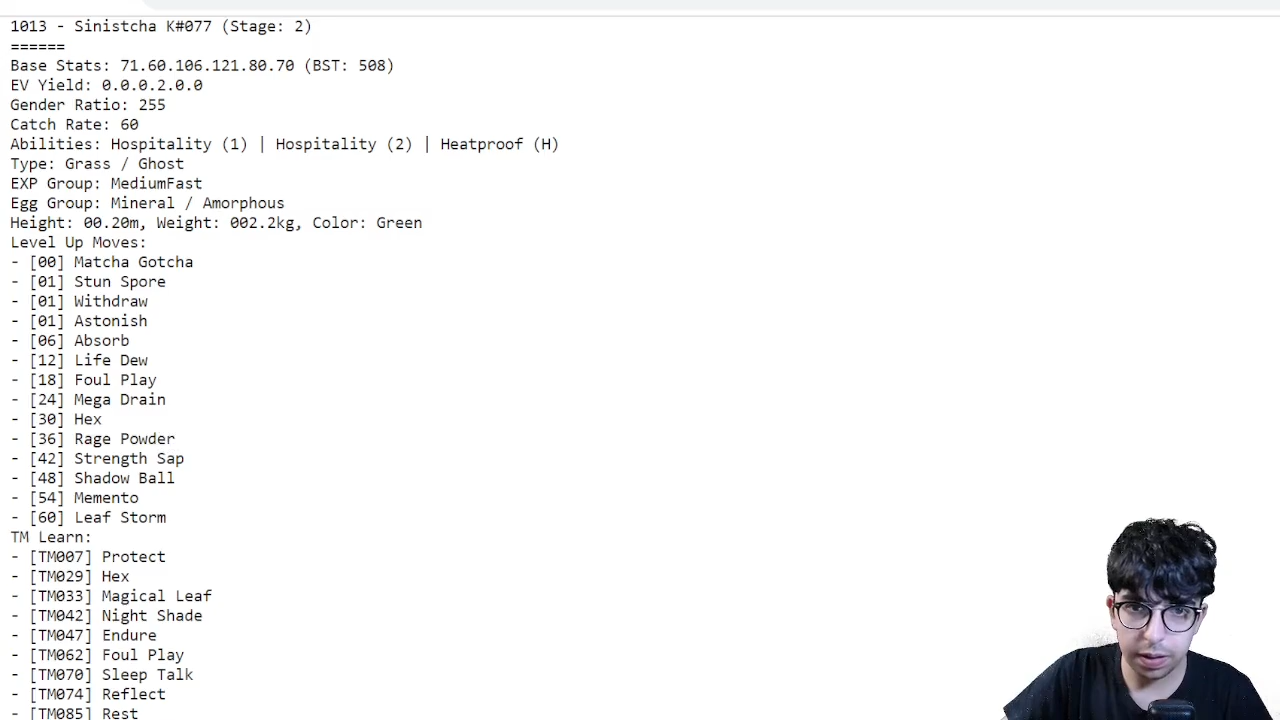 1013 - Sinistcha K#077 (Stage: 2)
======
Base Stats: 71.60.106.121.80.70 (BST: 508)
EV Yield: 0.0.0.2.0.0
Gender Ratio: 255
Catch Rate: 60
Abilities: Hospitality (1) | Hospitality (2) | Heatproof (H)
Type: Grass / Ghost
EXP Group: MediumFast
Egg Group: Mineral / Amorphous
Height: 00.20m, Weight: 002.2kg, Color: Green
Level Up Moves:
- [00] Matcha Gotcha
- [01] Stun Spore
- [01] Withdraw
- [01] Astonish
- [06] Absorb
- [12] Life Dew
- [18] Foul Play
- [24] Mega Drain
- [30] Hex
- [36] Rage Powder
- [42] Strength Sap
- [48] Shadow Ball
- [54] Memento
- [60] Leaf Storm
TM Learn:
- [TM007] Protect
- [TM029] Hex
- [TM033] Magical Leaf
- [TM042] Night Shade
- [TM047] Endure
- [TM062] Foul Play
- [TM070] Sleep Talk
- [TM074] Reflect
- [TM085] Rest